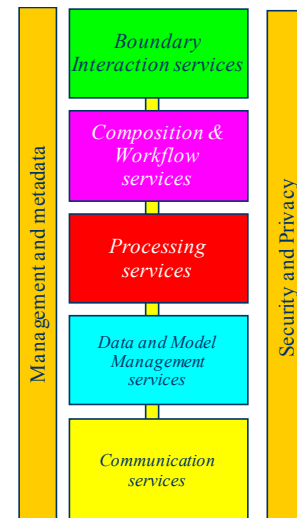 Management and metadata
Boundary
Interaction services
Composition &
Workflow
services
Processing
services
Data and Model
Management
services
Communication
services
Security and Privacy